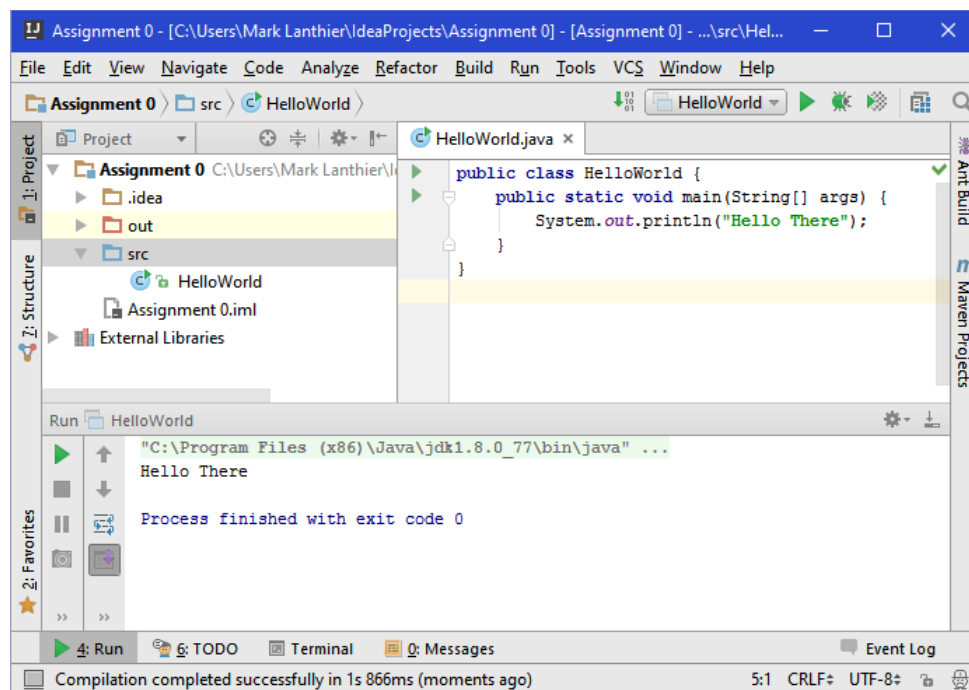 Assignment 0 - [C:\Users\Mark Lanthier\IdeaProjects\Assignment 0] - [Assignment 0] - ...\src\Hel...
File Edit View Navigate Code Analyze Refactor Build Run Tools VCS Window Help
Assignment 0 src HelloWorld HelloWorld
1: Project
7: Structure
2: Favorites
Project
Assignment 0 C:\Users\Mark Lanthier\I
.idea
out
src
HelloWorld
Assignment 0.iml
External Libraries
HelloWorld.java
public class HelloWorld {
    public static void main(String[] args) {
        System.out.println("Hello There");
    }
}
Ant Build
m Maven Projects
Run HelloWorld
"C:\Program Files (x86)\Java\jdk1.8.0_77\bin\java" ...
Hello There
Process finished with exit code 0
4: Run 6: TODO Terminal 0: Messages Event Log
Compilation completed successfully in 1s 866ms (moments ago) 5:1 CRLF UTF-8